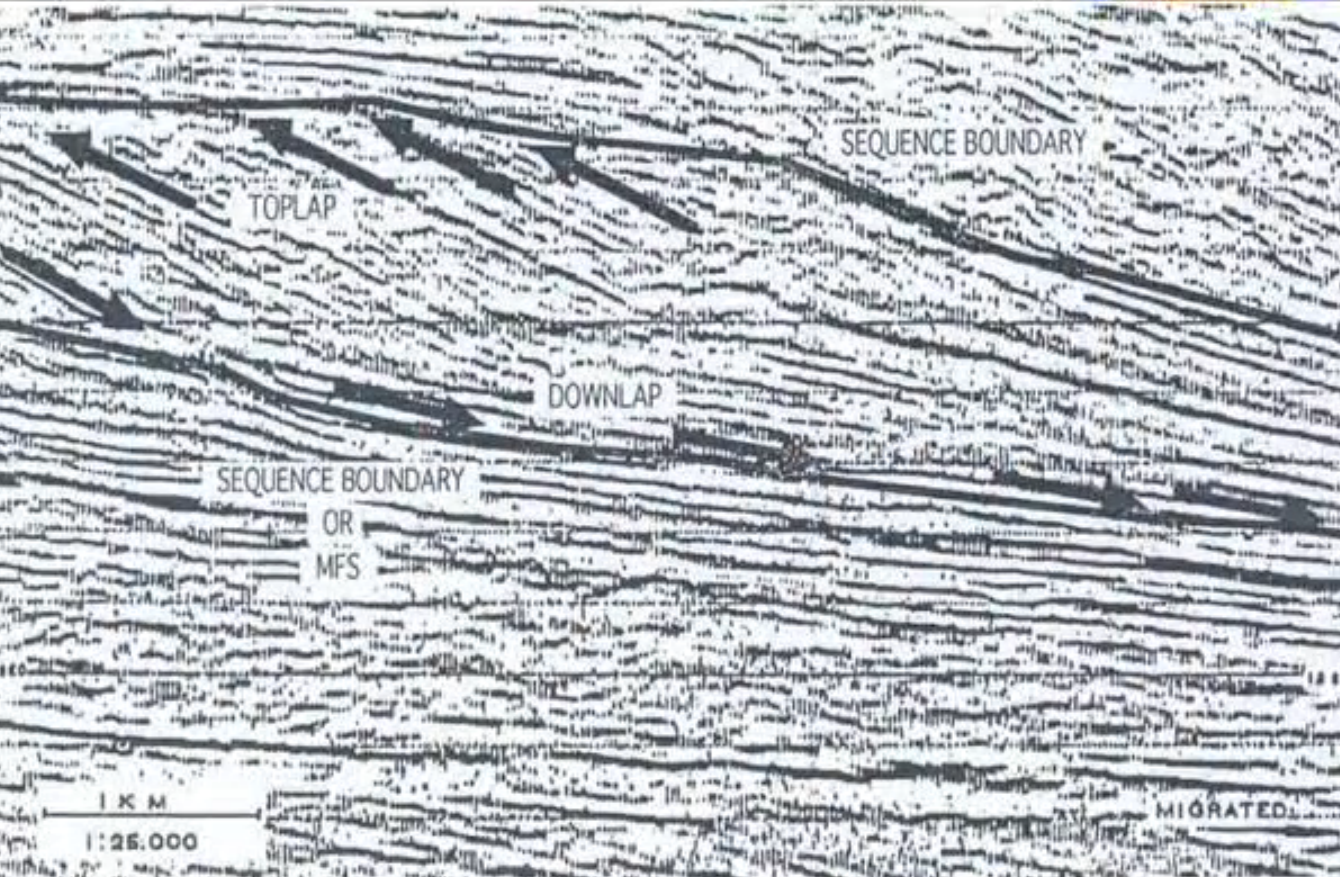 SEQUENCE BOUNDARY
TOPLAP
DOWNLAP
SEQUENCE BOUNDARY
OR
MFS
1 KM
1:25.000
MIGRATED